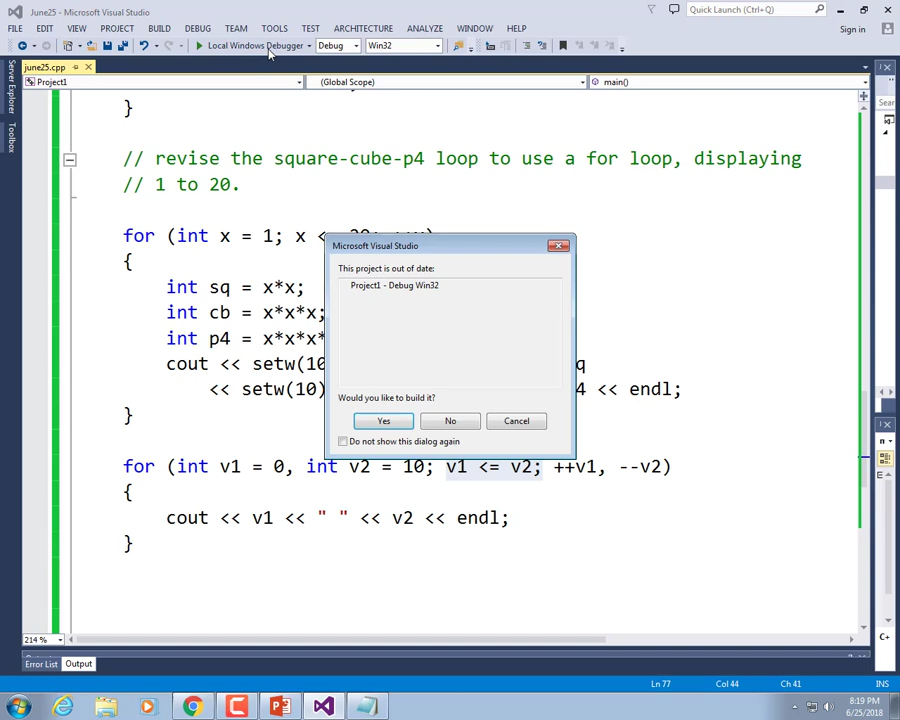 June25 - Microsoft Visual Studio
Quick Launch (Ctrl+Q)
FILE EDIT VIEW PROJECT BUILD DEBUG TEAM TOOLS TEST ARCHITECTURE ANALYZE WINDOW HELP Sign in
Local Windows Debugger Debug Win32
june25.cpp
Project1 (Global Scope) main()
Server Explorer
Toolbox
Sear
}
// revise the square-cube-p4 loop to use a for loop, displaying
// 1 to 20.
for (int x = 1; x <
{
int sq = x*x;
int cb = x*x*x;
int p4 = x*x*x*
cout << setw(10
<< setw(10) 4 << endl;
}
Microsoft Visual Studio
This project is out of date:
Project1 - Debug Win32
Would you like to build it?
Yes No Cancel
Do not show this dialog again
for (int v1 = 0, int v2 = 10; v1 <= v2; ++v1, --v2)
{
cout << v1 << " " << v2 << endl;
}
214 %
C+
Error List Output
Ln 77 Col 44 Ch 41 INS
8:19 PM
6/25/2018